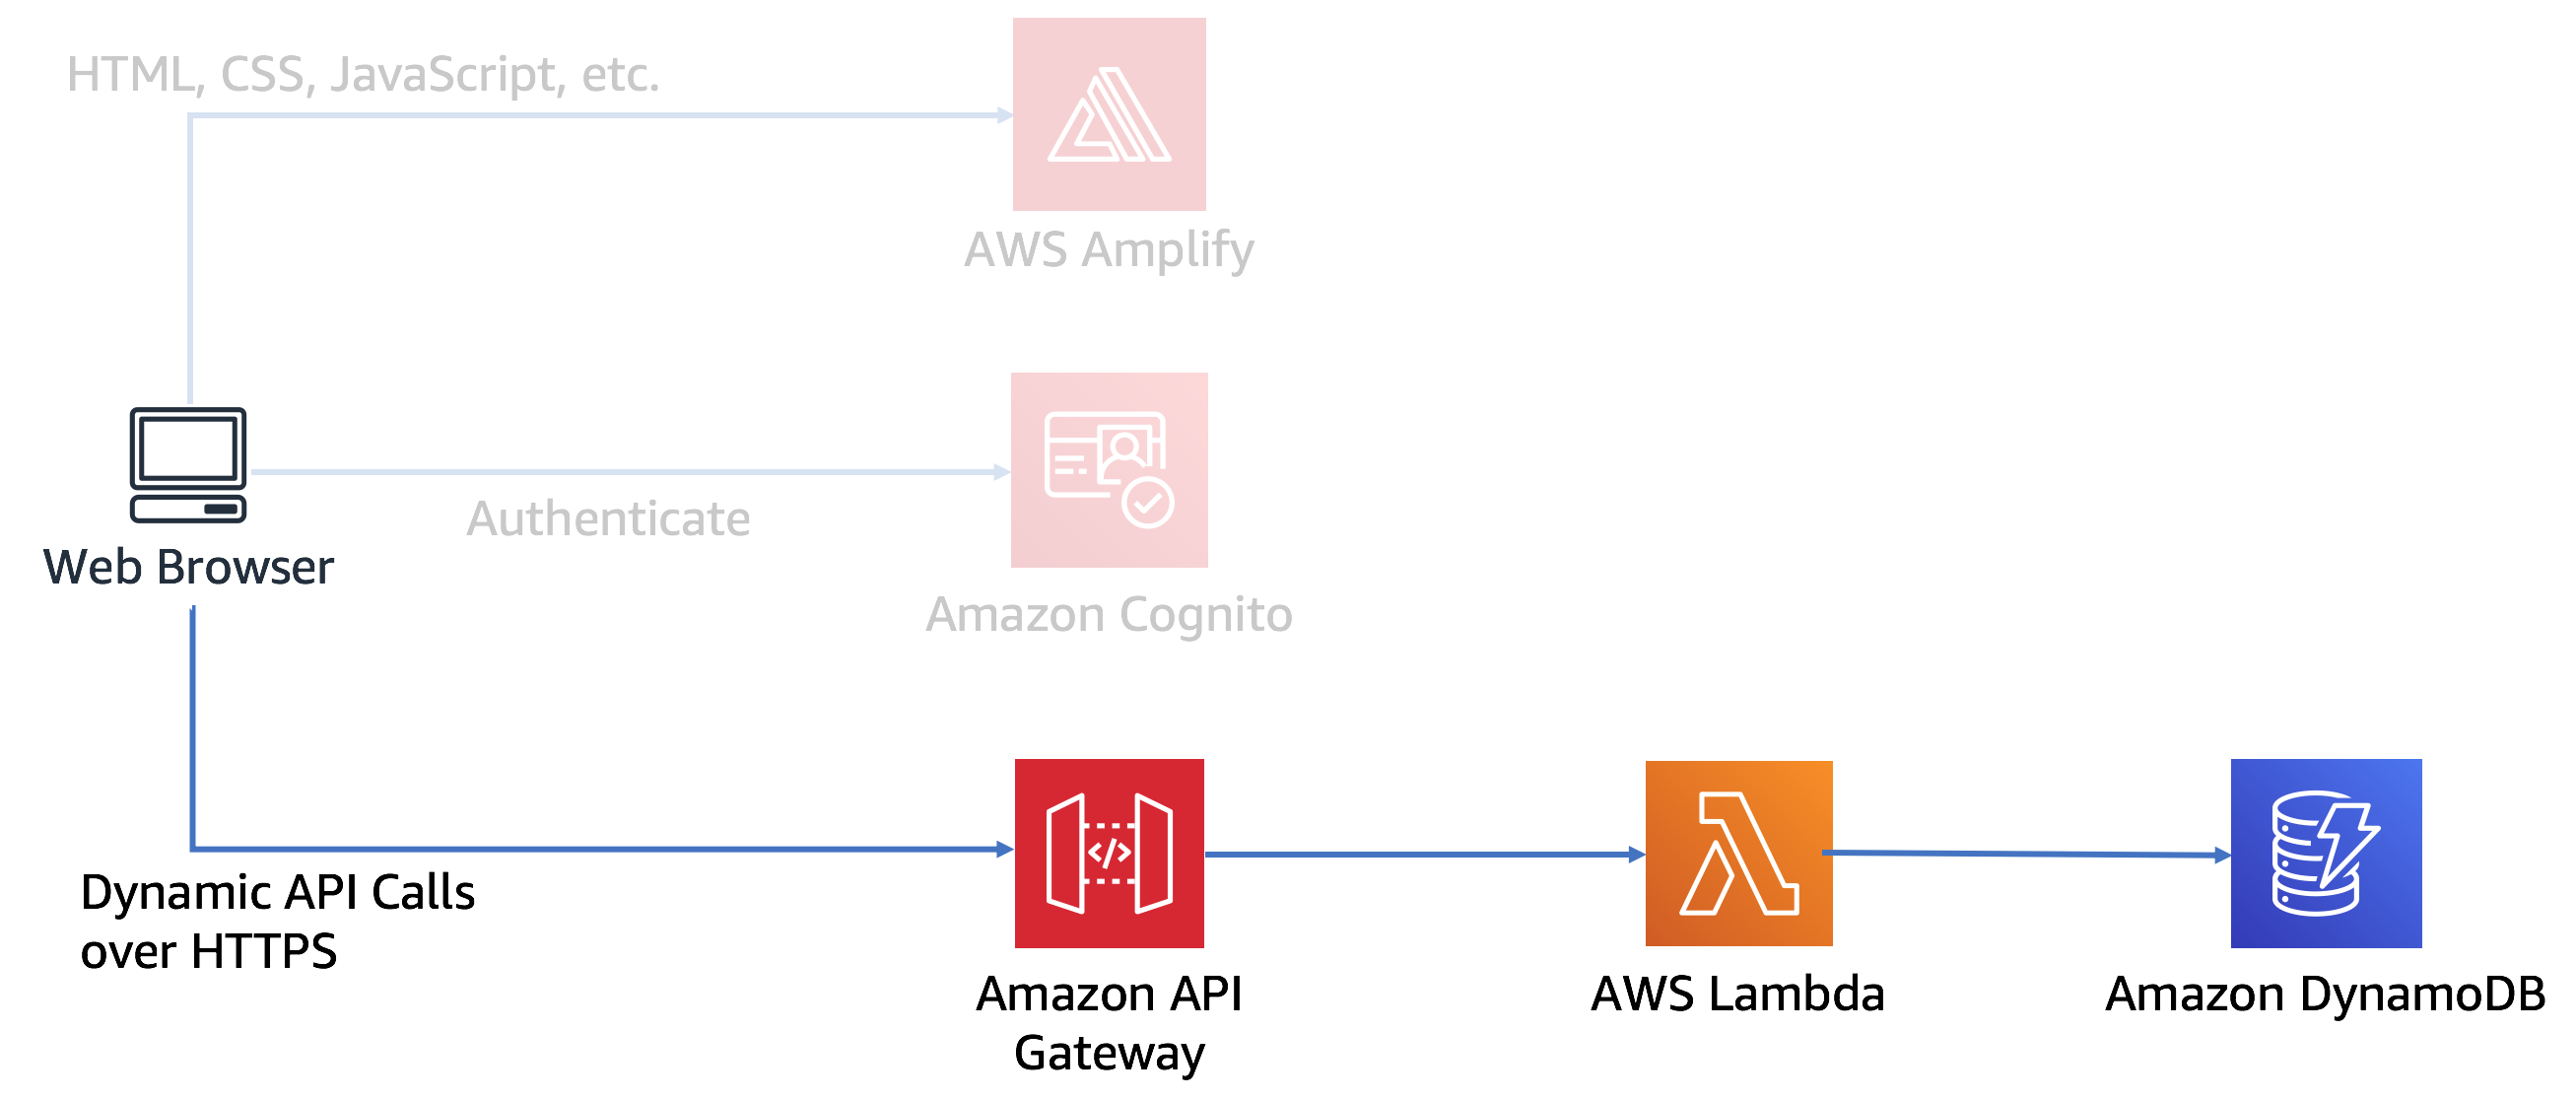 HTML, CSS, JavaScript, etc.
AWS Amplify
Authenticate
Web Browser
Amazon Cognito
Dynamic API Calls
over HTTPS
Amazon API
Gateway
AWS Lambda
Amazon DynamoDB